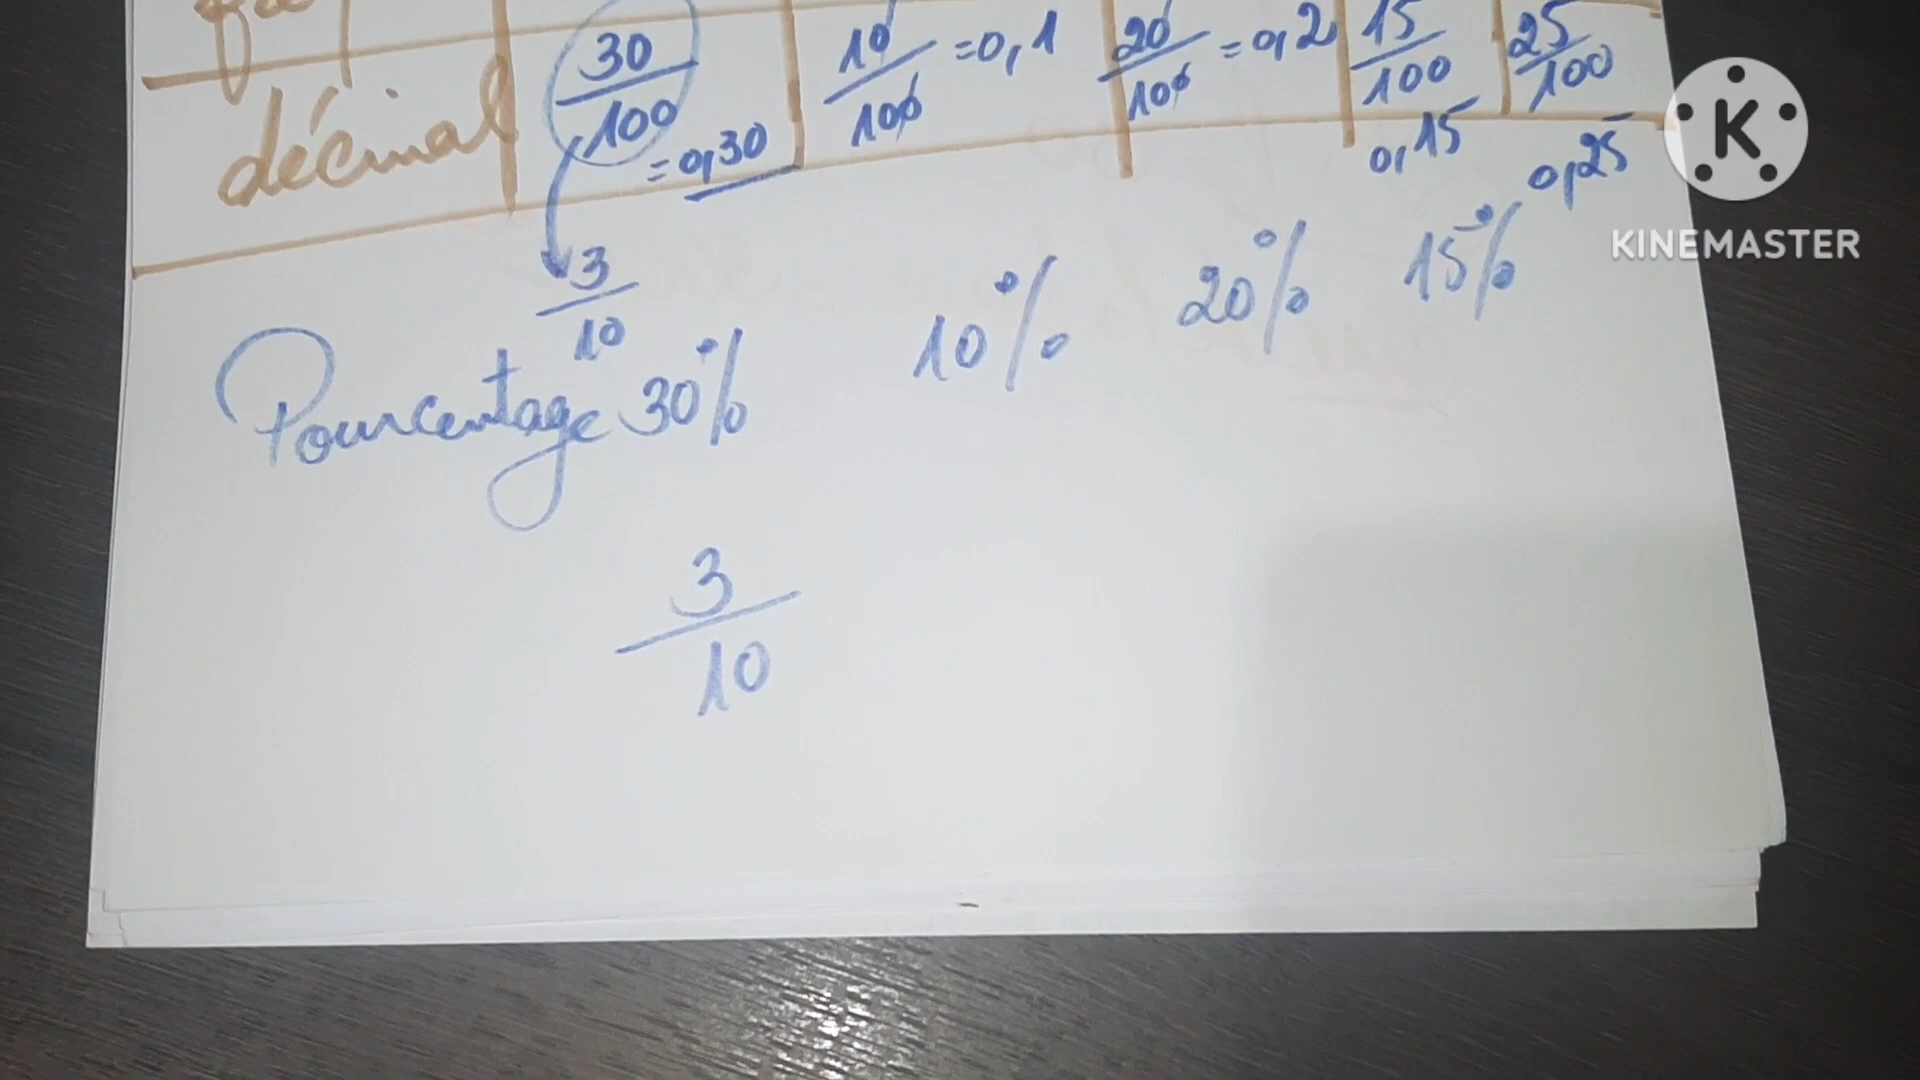 décimal
30/100 = 0,30
10/100 = 0,1
20/100 = 0,2
15/100 0,15
25/100 0,25
3/10
Pourcentage 30% 10% 20% 15%
3/10
K
KINEMASTER